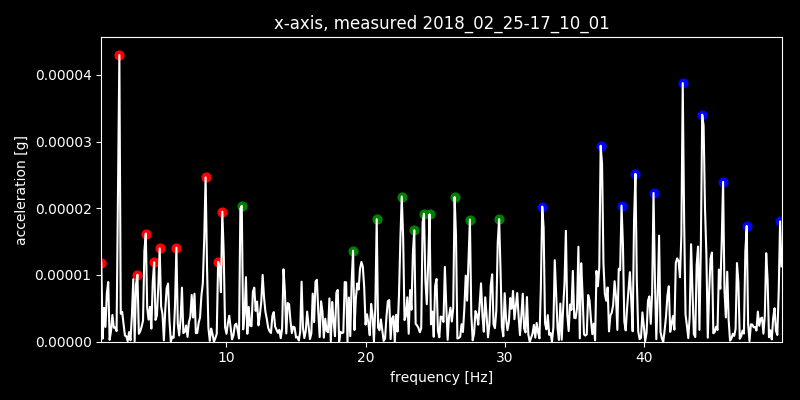 x-axis, measured 2018_02_25-17_10_01
0.00004
0.00003
0.00002
0.00001
0.00000
acceleration [g]
10 20 30 40
frequency [Hz]